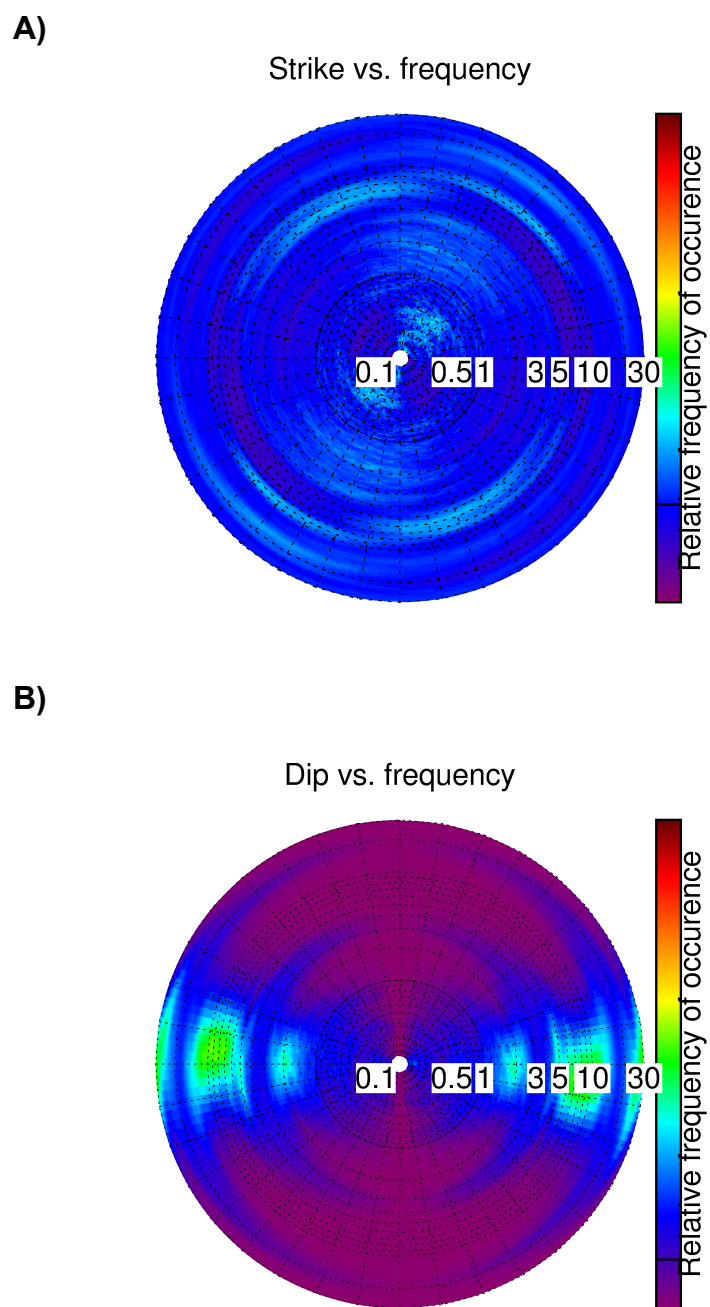 A)
Strike vs. frequency
0.1 0.5 1 3 5 10 30
Relative frequency of occurence
B)
Dip vs. frequency
0.1 0.5 1 3 5 10 30
Relative frequency of occurence